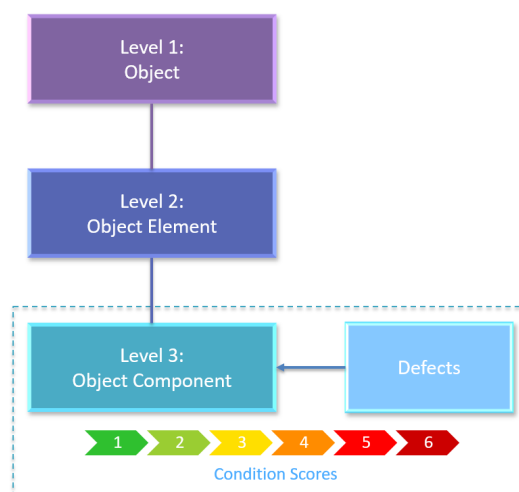 Level 1:
Object
Level 2:
Object Element
Level 3:
Object Component
Defects
1 2 3 4 5 6
Condition Scores